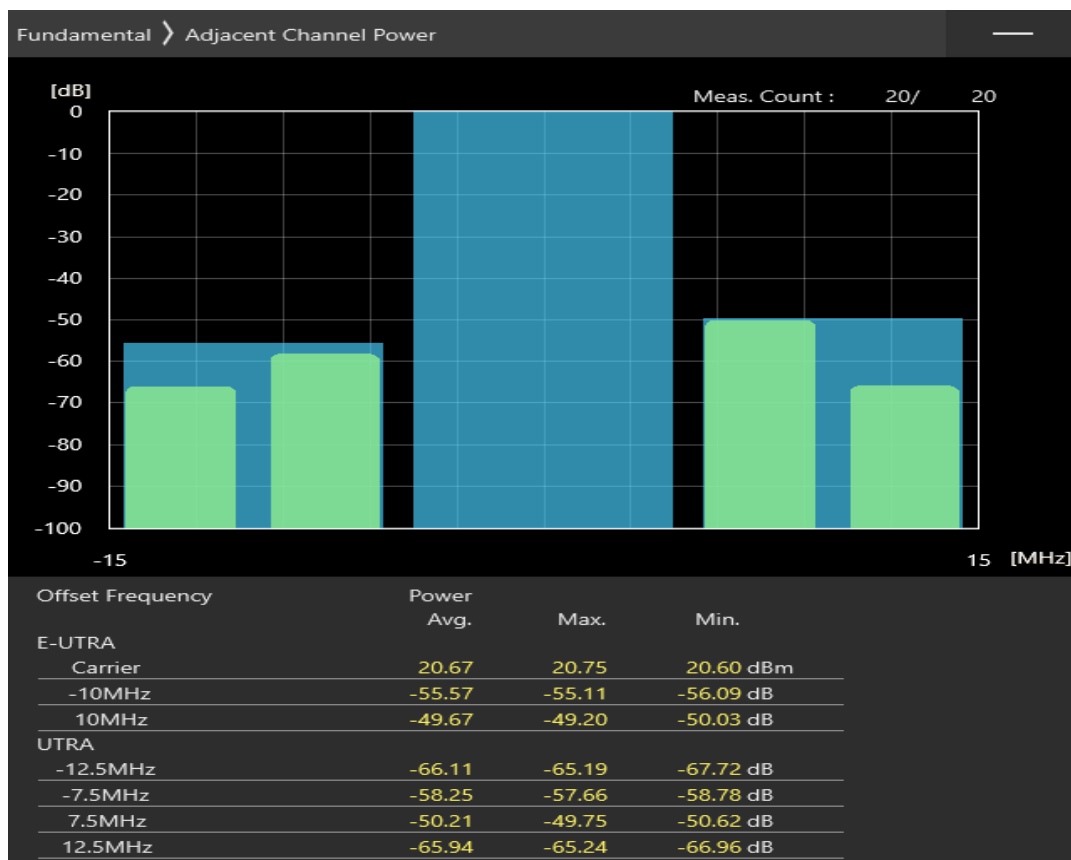 Fundamental ❯ Adjacent Channel Power
[dB]
Meas. Count : 20/ 20
0
-10
-20
-30
-40
-50
-60
-70
-80
-90
-100
-15 15 [MHz]
Offset Frequency Power
Avg. Max. Min.
E-UTRA
Carrier 20.67 20.75 20.60 dBm
-10MHz -55.57 -55.11 -56.09 dB
10MHz -49.67 -49.20 -50.03 dB
UTRA
-12.5MHz -66.11 -65.19 -67.72 dB
-7.5MHz -58.25 -57.66 -58.78 dB
7.5MHz -50.21 -49.75 -50.62 dB
12.5MHz -65.94 -65.24 -66.96 dB